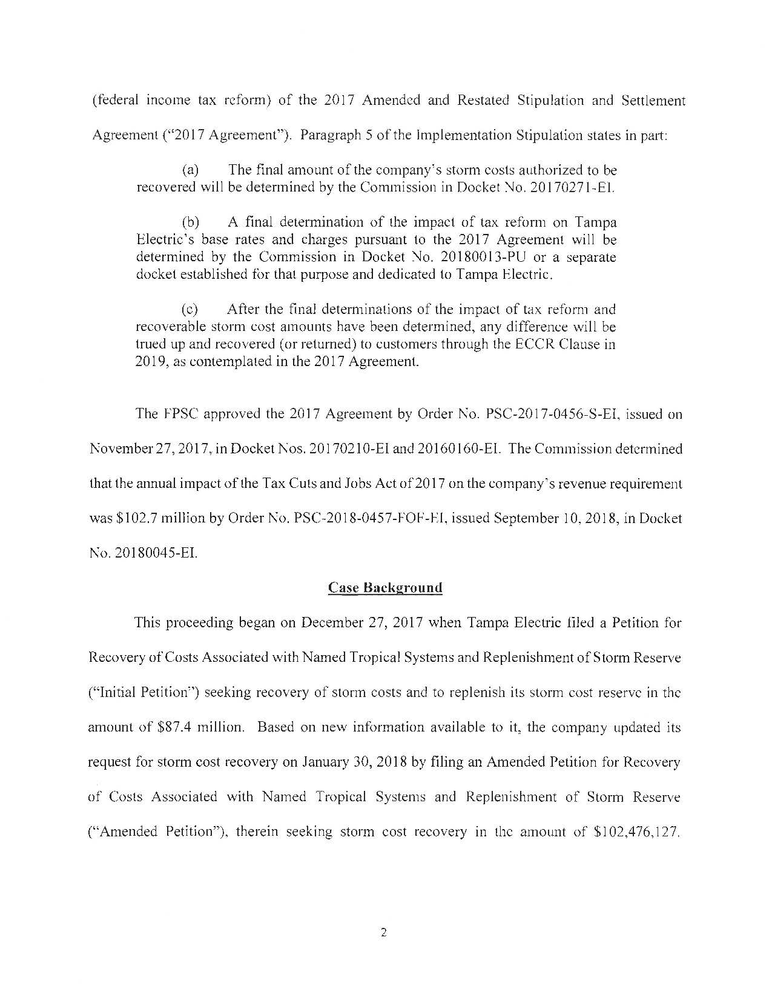 (federal income tax reform) of the 2017 Amended and Restated Stipulation and Settlement
Agreement (“2017 Agreement”). Paragraph 5 of the Implementation Stipulation states in part:
(a) The final amount of the company’s storm costs authorized to be
recovered will be determined by the Commission in Docket No. 20170271-EI.
(b) A final determination of the impact of tax reform on Tampa
Electric’s base rates and charges pursuant to the 2017 Agreement will be
determined by the Commission in Docket No. 20180013-PU or a separate
docket established for that purpose and dedicated to Tampa Electric.
(c) After the final determinations of the impact of tax reform and
recoverable storm cost amounts have been determined, any difference will be
trued up and recovered (or returned) to customers through the ECCR Clause in
2019, as contemplated in the 2017 Agreement.
The FPSC approved the 2017 Agreement by Order No. PSC-2017-0456-S-EI, issued on
November 27, 2017, in Docket Nos. 20170210-EI and 20160160-EI. The Commission determined
that the annual impact of the Tax Cuts and Jobs Act of 2017 on the company’s revenue requirement
was $102.7 million by Order No. PSC-2018-0457-FOF-EI, issued September 10, 2018, in Docket
No. 20180045-EI.
Case Background
This proceeding began on December 27, 2017 when Tampa Electric filed a Petition for
Recovery of Costs Associated with Named Tropical Systems and Replenishment of Storm Reserve
(“Initial Petition”) seeking recovery of storm costs and to replenish its storm cost reserve in the
amount of $87.4 million. Based on new information available to it, the company updated its
request for storm cost recovery on January 30, 2018 by filing an Amended Petition for Recovery
of Costs Associated with Named Tropical Systems and Replenishment of Storm Reserve
(“Amended Petition”), therein seeking storm cost recovery in the amount of $102,476,127.
2